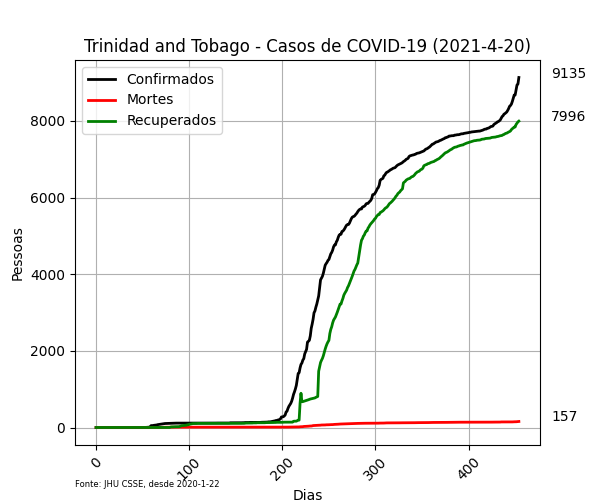 Trinidad and Tobago - Casos de COVID-19 (2021-4-20)
Confirmados
Mortes
Recuperados
9135
7996
157
8000
6000
4000
2000
0
Pessoas
0
100
200
300
400
Dias
Fonte: JHU CSSE, desde 2020-1-22